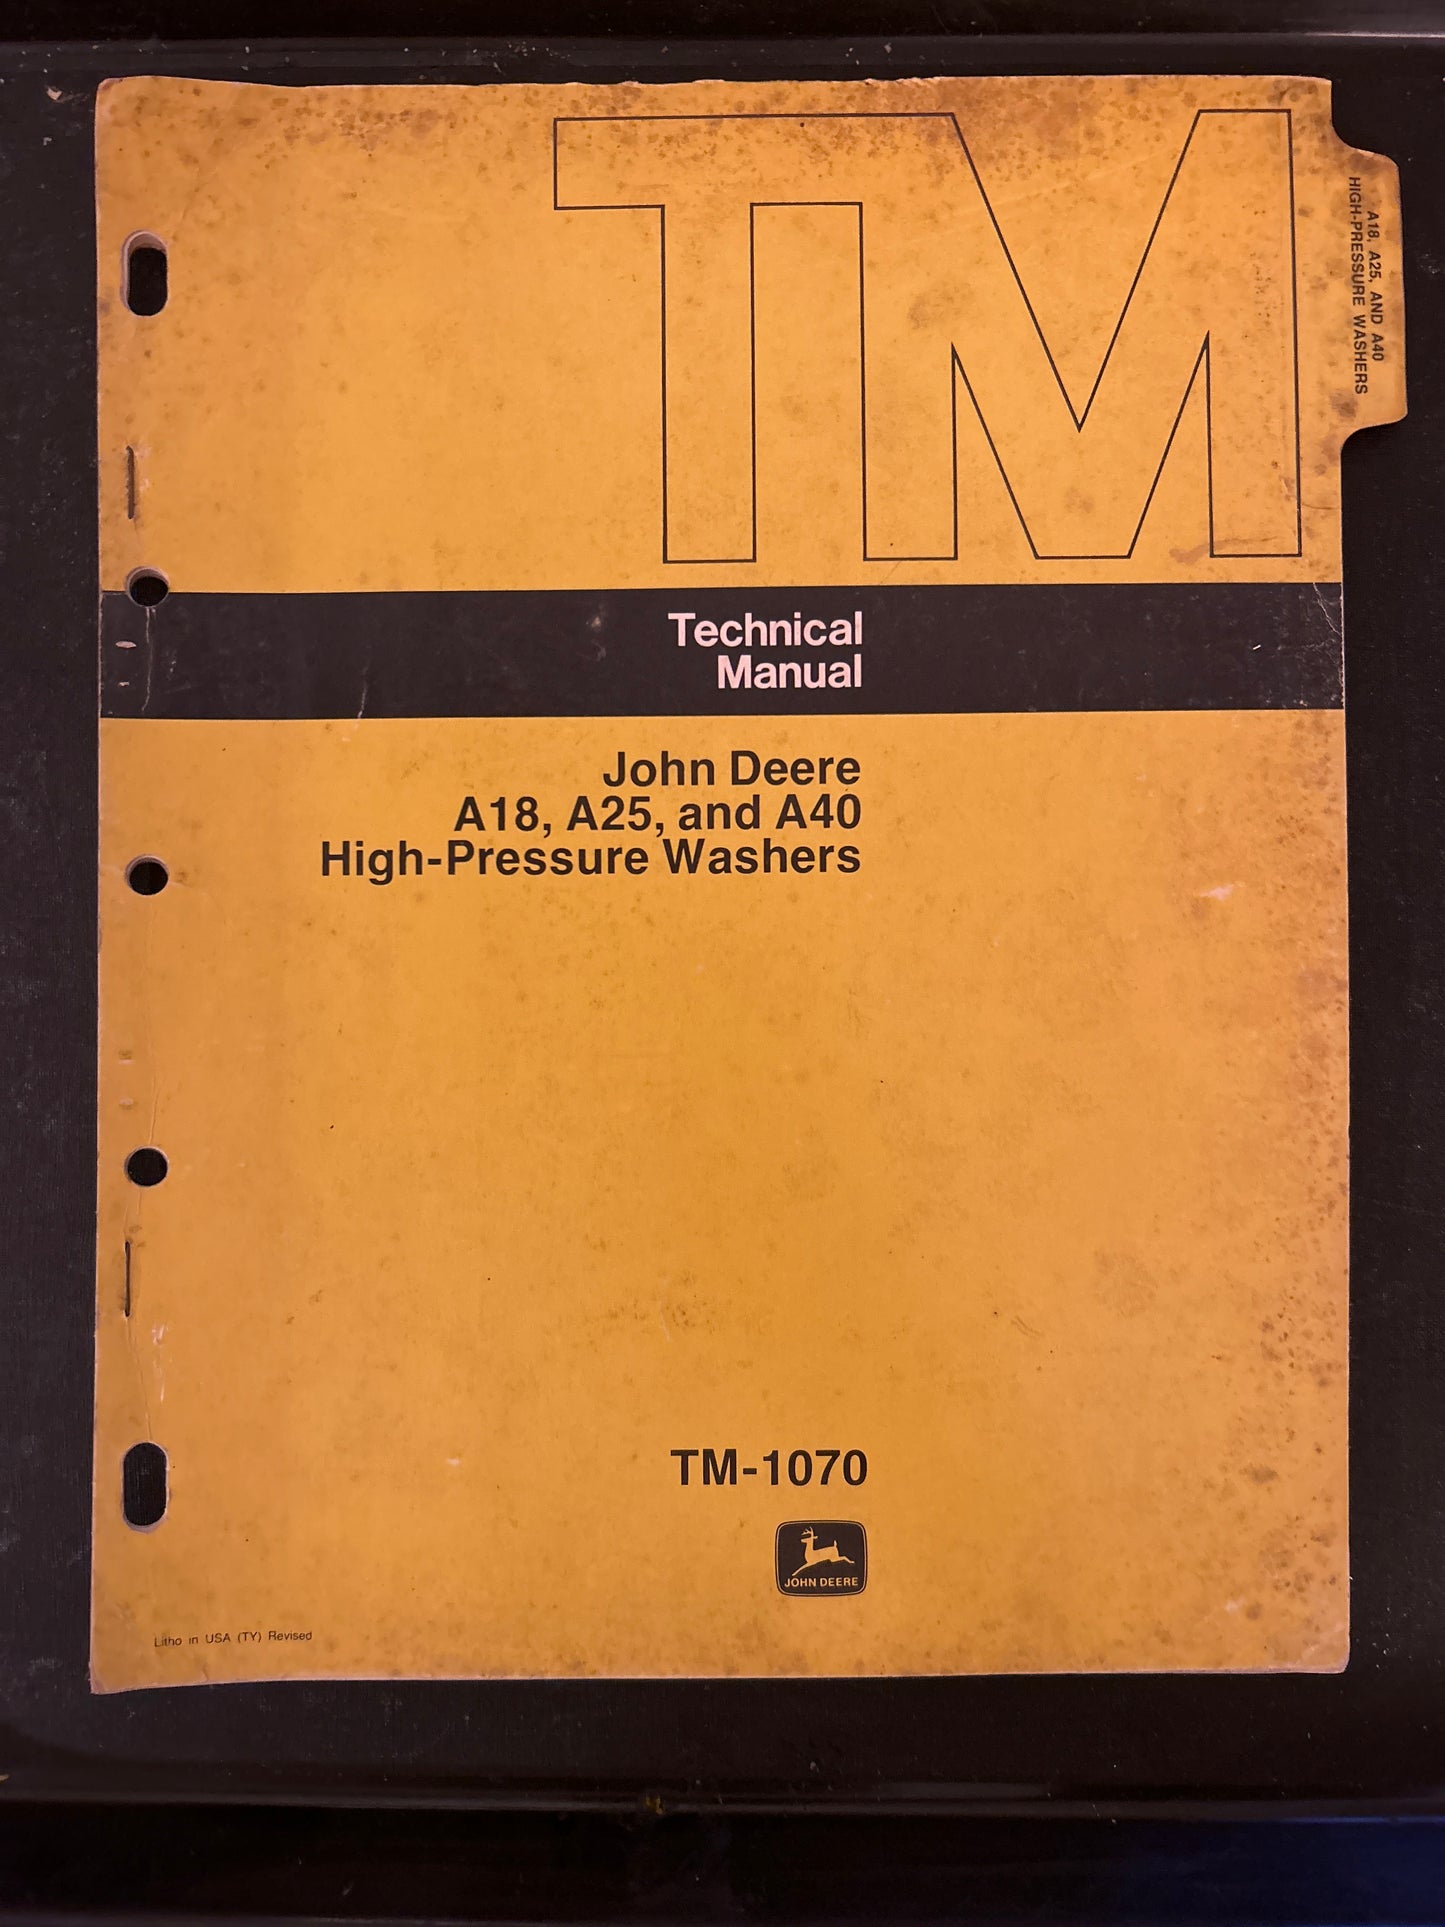 TM
A18, A25, AND A40
HIGH-PRESSURE WASHERS
Technical
Manual
John Deere
A18, A25, and A40
High-Pressure Washers
TM-1070
JOHN DEERE
Litho in USA (TY) Revised